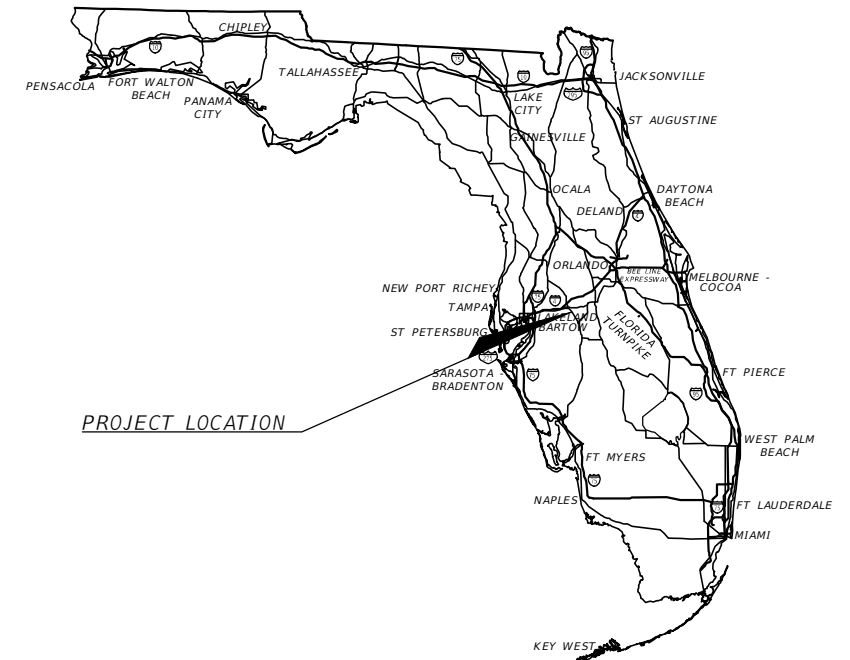 CHIPLEY
PENSACOLA
FORT WALTON
BEACH
PANAMA
CITY
TALLAHASSEE
LAKE
CITY
JACKSONVILLE
ST AUGUSTINE
GAINESVILLE
OCALA
DAYTONA
BEACH
DELAND
ORLANDO
BEE LINE
EXPRESSWAY
MELBOURNE -
COCOA
NEW PORT RICHEY
TAMPA
LAKELAND
BARTOW
ST PETERSBURG
FLORIDA
TURNPIKE
SARASOTA -
BRADENTON
FT PIERCE
PROJECT LOCATION
WEST PALM
BEACH
FT MYERS
NAPLES
FT LAUDERDALE
MIAMI
KEY WEST